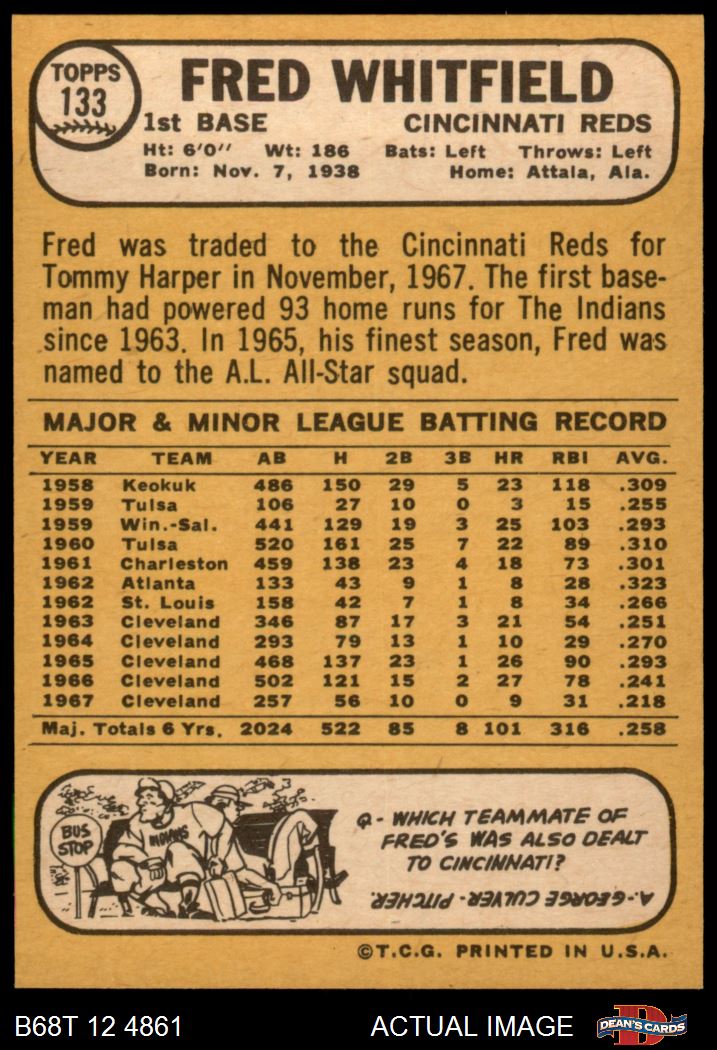 TOPPS
133
FRED WHITFIELD
1st BASE CINCINNATI REDS
Ht: 6'0" Wt: 186 Bats: Left Throws: Left
Born: Nov. 7, 1938 Home: Attala, Ala.
Fred was traded to the Cincinnati Reds for
Tommy Harper in November, 1967. The first base-
man had powered 93 home runs for The Indians
since 1963. In 1965, his finest season, Fred was
named to the A.L. All-Star squad.
MAJOR & MINOR LEAGUE BATTING RECORD
YEAR TEAM AB H 2B 3B HR RBI AVG.
1958 Keokuk 486 150 29 5 23 118 .309
1959 Tulsa 106 27 10 0 3 15 .255
1959 Win.-Sal. 441 129 19 3 25 103 .293
1960 Tulsa 520 161 25 7 22 89 .310
1961 Charleston 459 138 23 4 18 73 .301
1962 Atlanta 133 43 9 1 8 28 .323
1962 St. Louis 158 42 7 1 8 34 .266
1963 Cleveland 346 87 17 3 21 54 .251
1964 Cleveland 293 79 13 1 10 29 .270
1965 Cleveland 468 137 23 1 26 90 .293
1966 Cleveland 502 121 15 2 27 78 .241
1967 Cleveland 257 56 10 0 9 31 .218
Maj. Totals 6 Yrs. 2024 522 85 8 101 316 .258
BUS
STOP
INDIANS
Q - WHICH TEAMMATE OF
FRED'S WAS ALSO DEALT
TO CINCINNATI?
A.- GEORGE CULVER - PITCHER.
©T.C.G. PRINTED IN U.S.A.
B68T 12 4861 ACTUAL IMAGE
D
DEAN'S CARDS